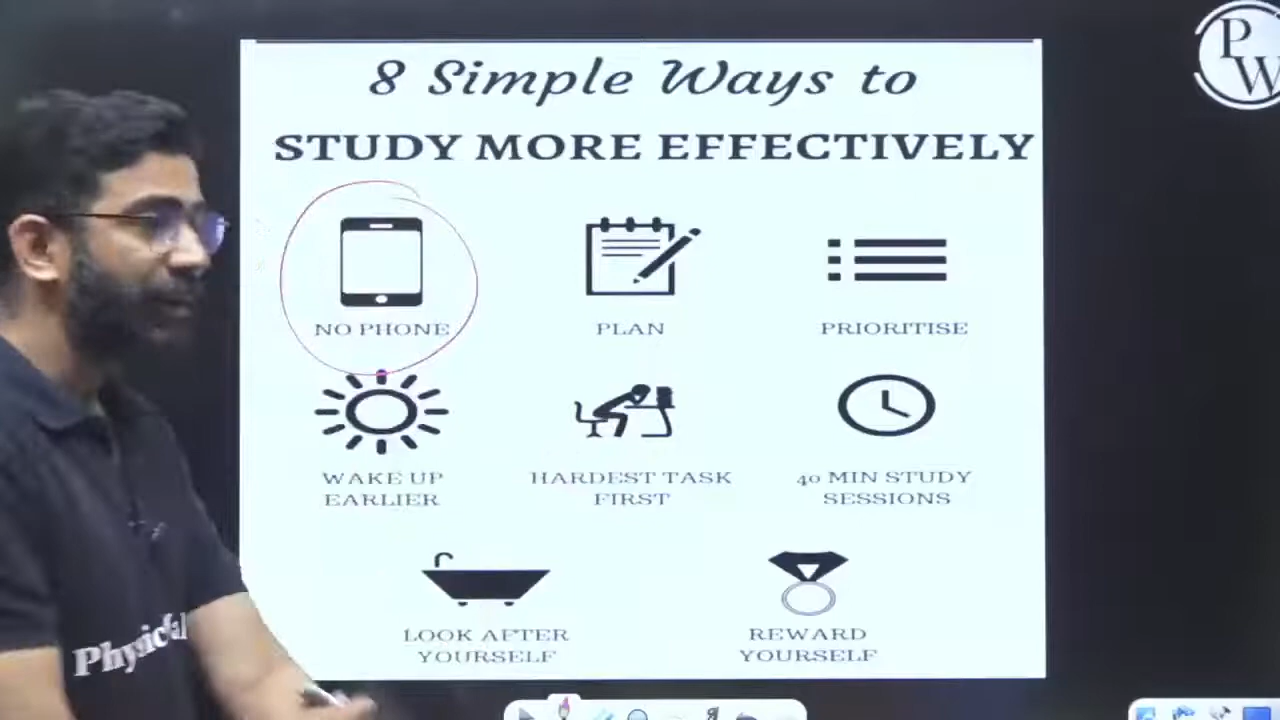 8 Simple Ways to
STUDY MORE EFFECTIVELY
NO PHONE
PLAN
PRIORITISE
WAKE UP
EARLIER
HARDEST TASK
FIRST
40 MIN STUDY
SESSIONS
LOOK AFTER
YOURSELF
REWARD
YOURSELF
P
W